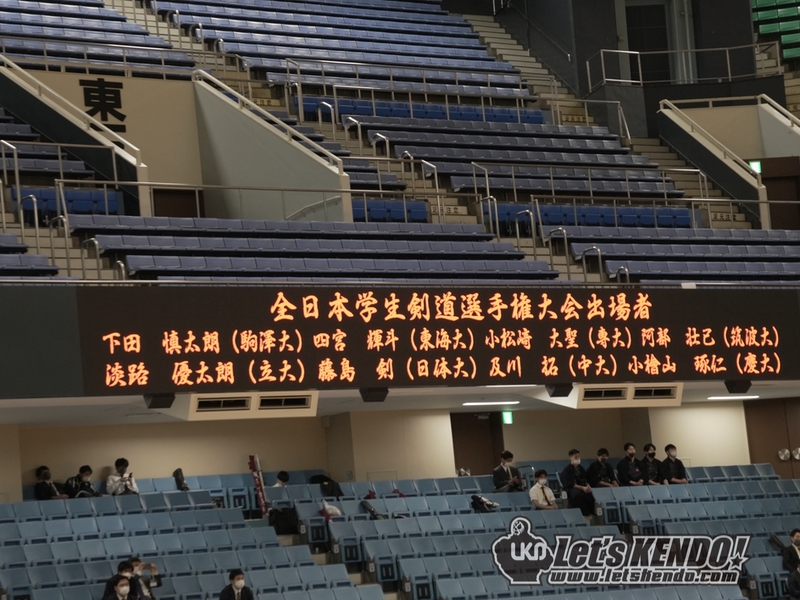 東
全日本学生剣道選手権大会出場者
下田 慎太朗(駒澤大) 四宮 輝斗(東海大) 小松崎 大聖(専大) 阿部 壮己(筑波大)
淡路 優太朗(立大) 藤島 剣(日体大) 及川 拓(中大) 小檜山 琢仁(慶大)
UKN Let's KENDO!
www.letskendo.com